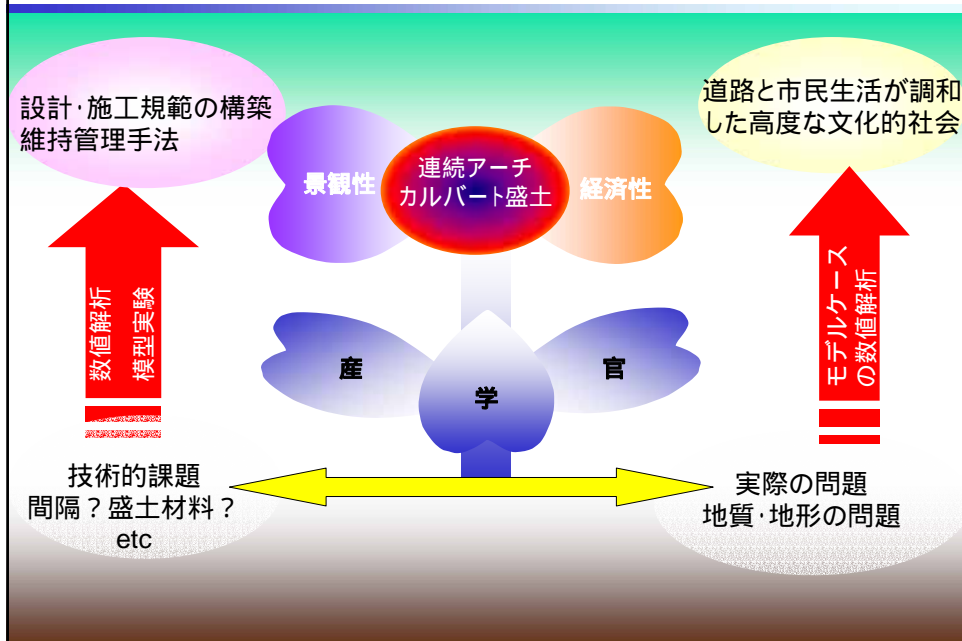 設計・施工規範の構築
維持管理手法
道路と市民生活が調和
した高度な文化的社会
景観性
連続アーチ
カルバート盛土
経済性
数値解析
模型実験
モデルケース
の数値解析
産
学
官
技術的課題
間隔?盛土材料?
etc
実際の問題
地質・地形の問題